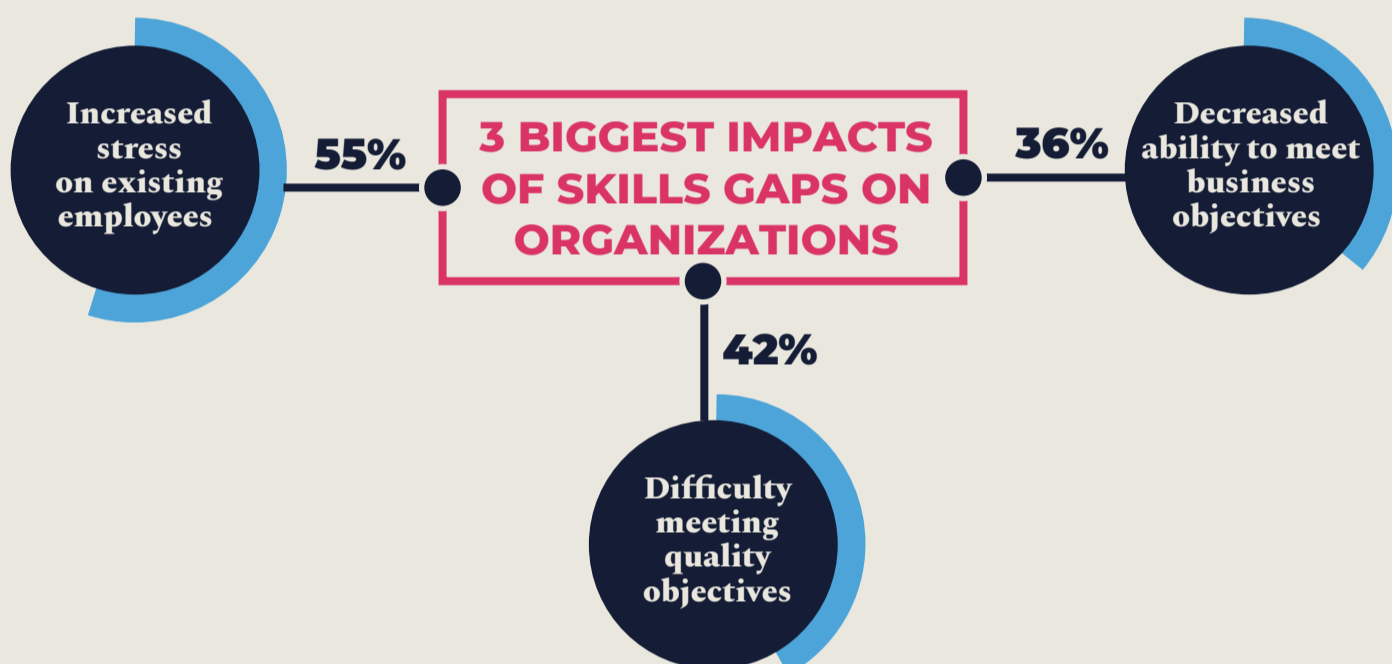 Increased
stress
on existing
employees
55%
3 BIGGEST IMPACTS
OF SKILLS GAPS ON
ORGANIZATIONS
36%
Decreased
ability to meet
business
objectives
42%
Difficulty
meeting
quality
objectives